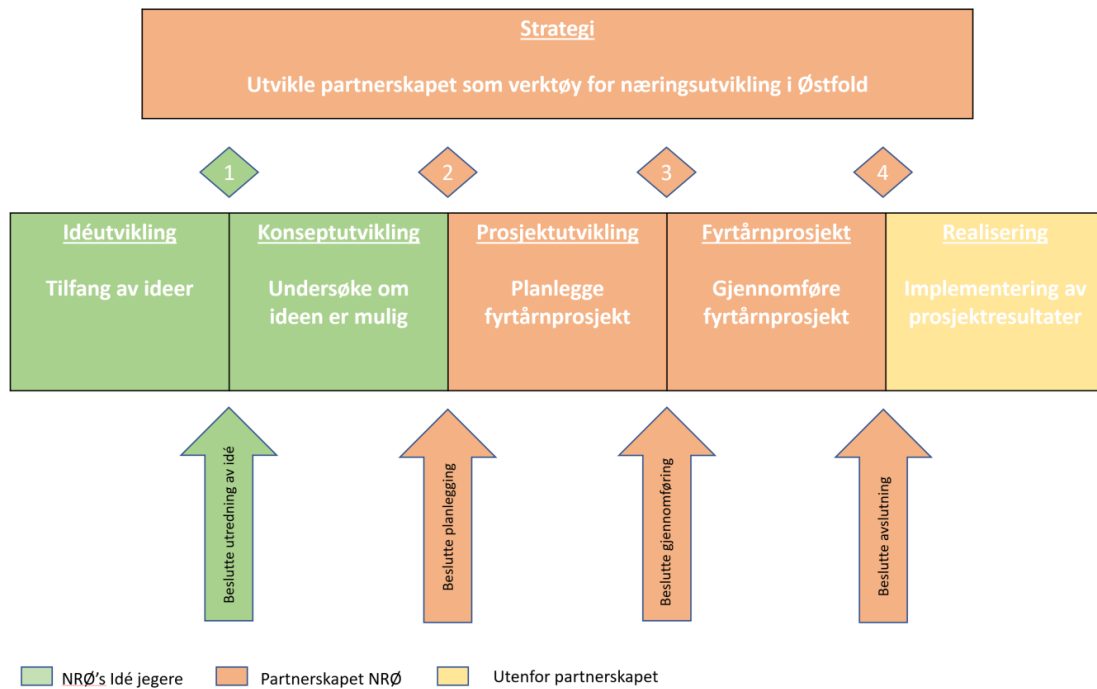 Strategi
Utvikle partnerskapet som verktøy for næringsutvikling i Østfold
1
2
3
4
Idéutvikling
Tilfang av ideer
Konseptutvikling
Undersøke om
ideen er mulig
Prosjektutvikling
Planlegge
fyrtårnprosjekt
Fyrtårnprosjekt
Gjennomføre
fyrtårnprosjekt
Realisering
Implementering av
prosjektresultater
Beslutte utredning av idé
Beslutte planlegging
Beslutte gjennomføring
Beslutte avslutning
NRØ's Idé jegere
Partnerskapet NRØ
Utenfor partnerskapet